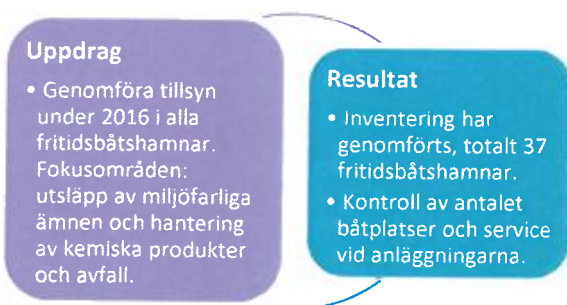 Uppdrag
• Genomföra tillsyn
under 2016 i alla
fritidsbåtshamnar.
Fokusområden:
utsläpp av miljöfarliga
ämnen och hantering
av kemiska produkter
och avfall.
Resultat
• Inventering har
genomförts, totalt 37
fritidsbåtshamnar.
• Kontroll av antalet
båtplatser och service
vid anläggningarna.